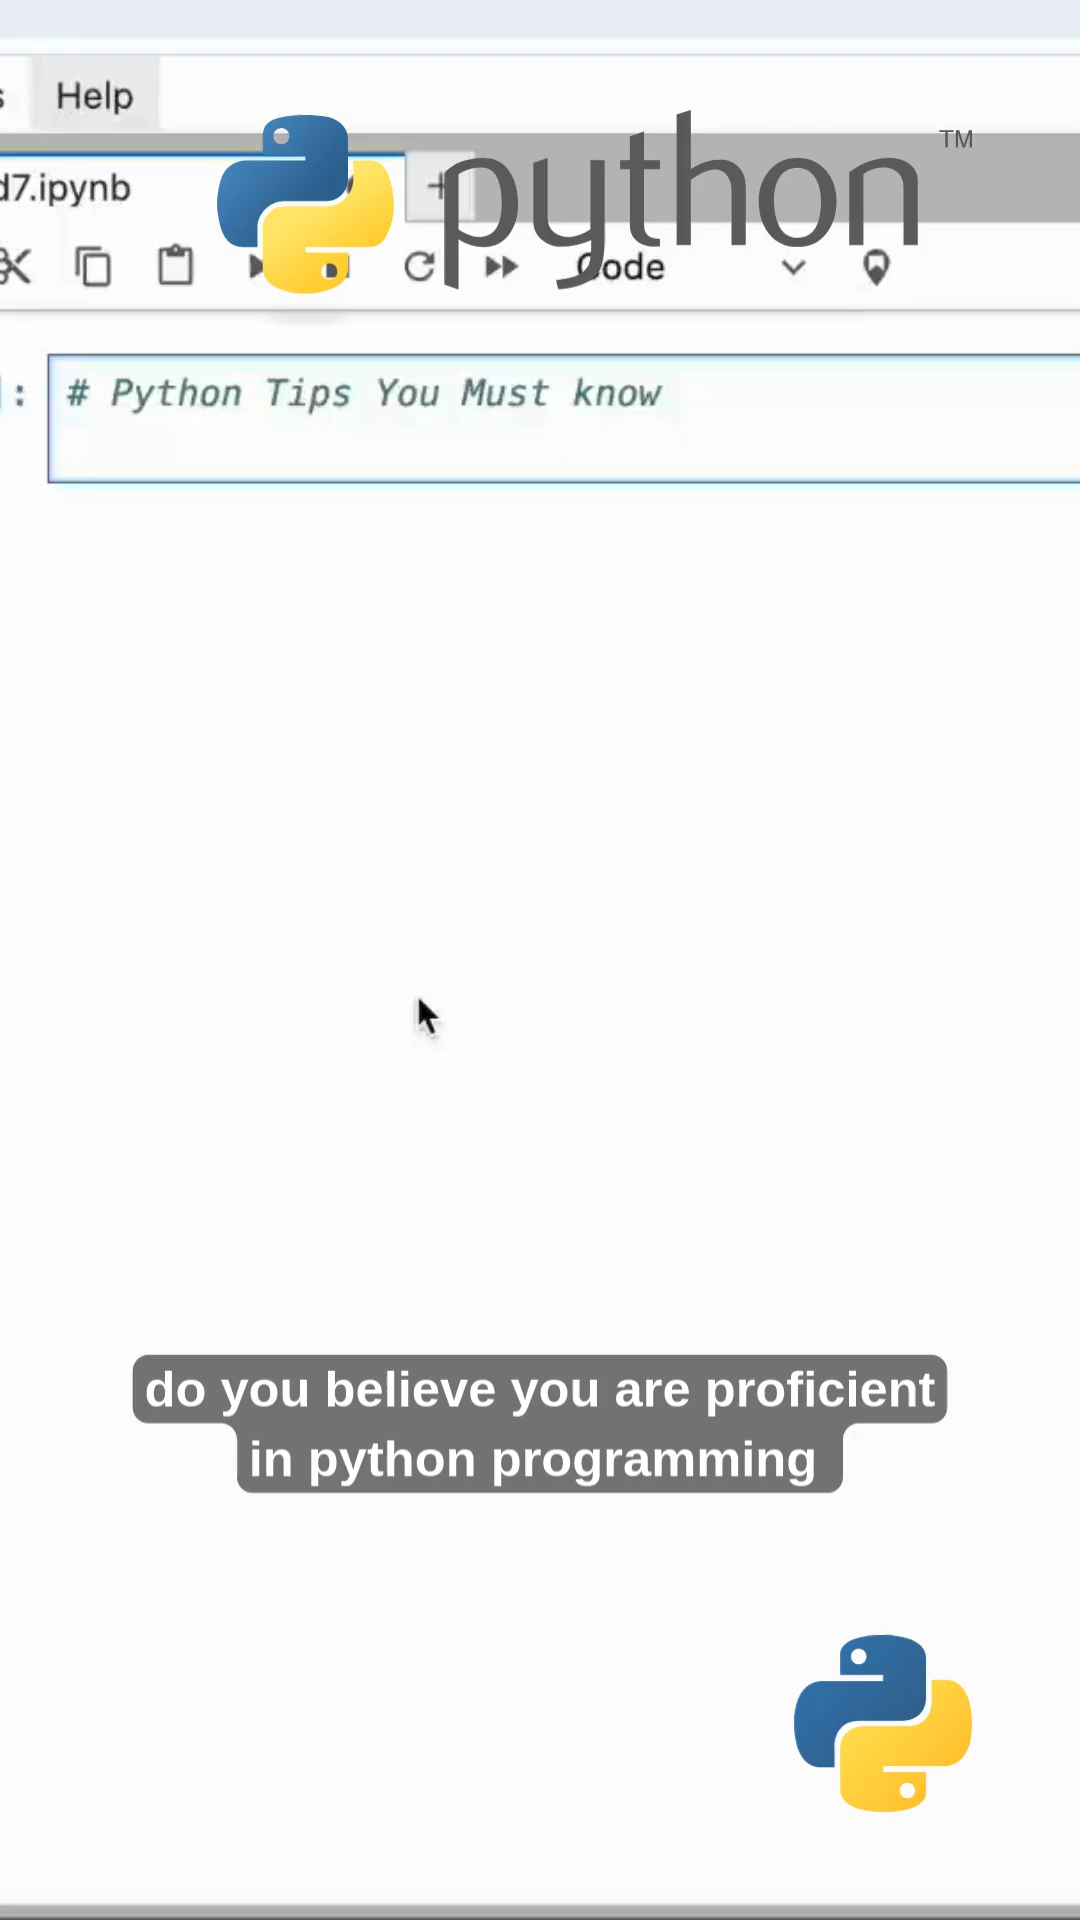 s Help
python TM
d7.ipynb
Code
]: # Python Tips You Must know
do you believe you are proficient
in python programming